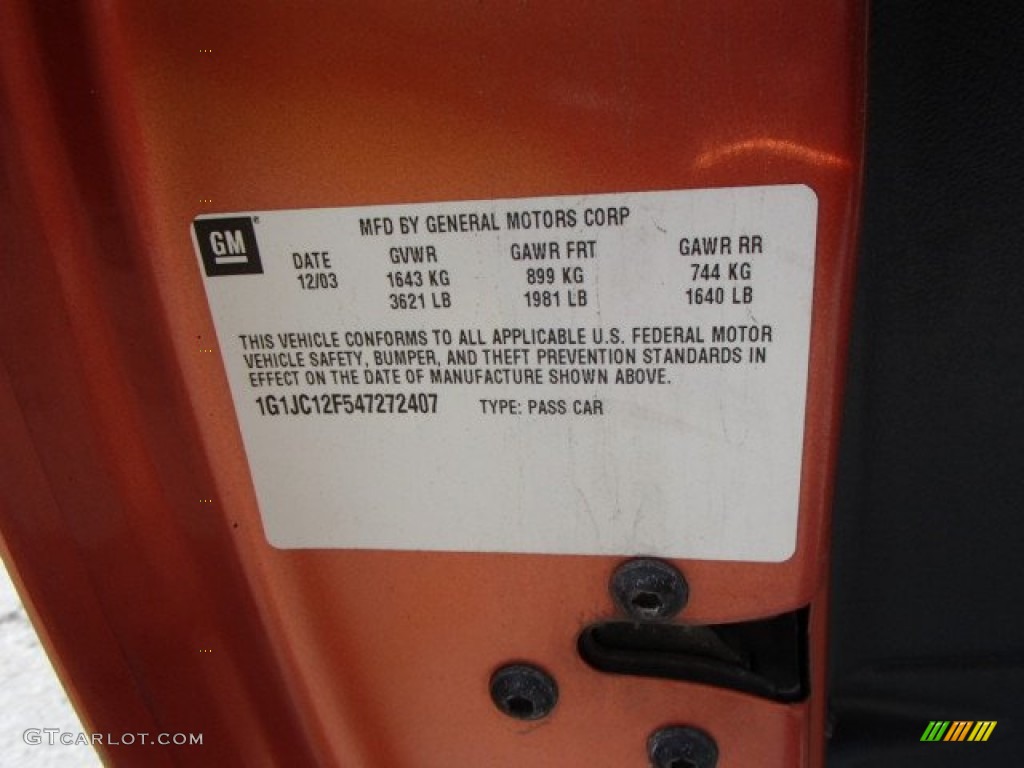 GM ®
MFD BY GENERAL MOTORS CORP
DATE GVWR GAWR FRT GAWR RR
12/03 1643 KG 899 KG 744 KG
3621 LB 1981 LB 1640 LB
THIS VEHICLE CONFORMS TO ALL APPLICABLE U.S. FEDERAL MOTOR
VEHICLE SAFETY, BUMPER, AND THEFT PREVENTION STANDARDS IN
EFFECT ON THE DATE OF MANUFACTURE SHOWN ABOVE.
1G1JC12F547272407 TYPE: PASS CAR
GTCARLOT.COM